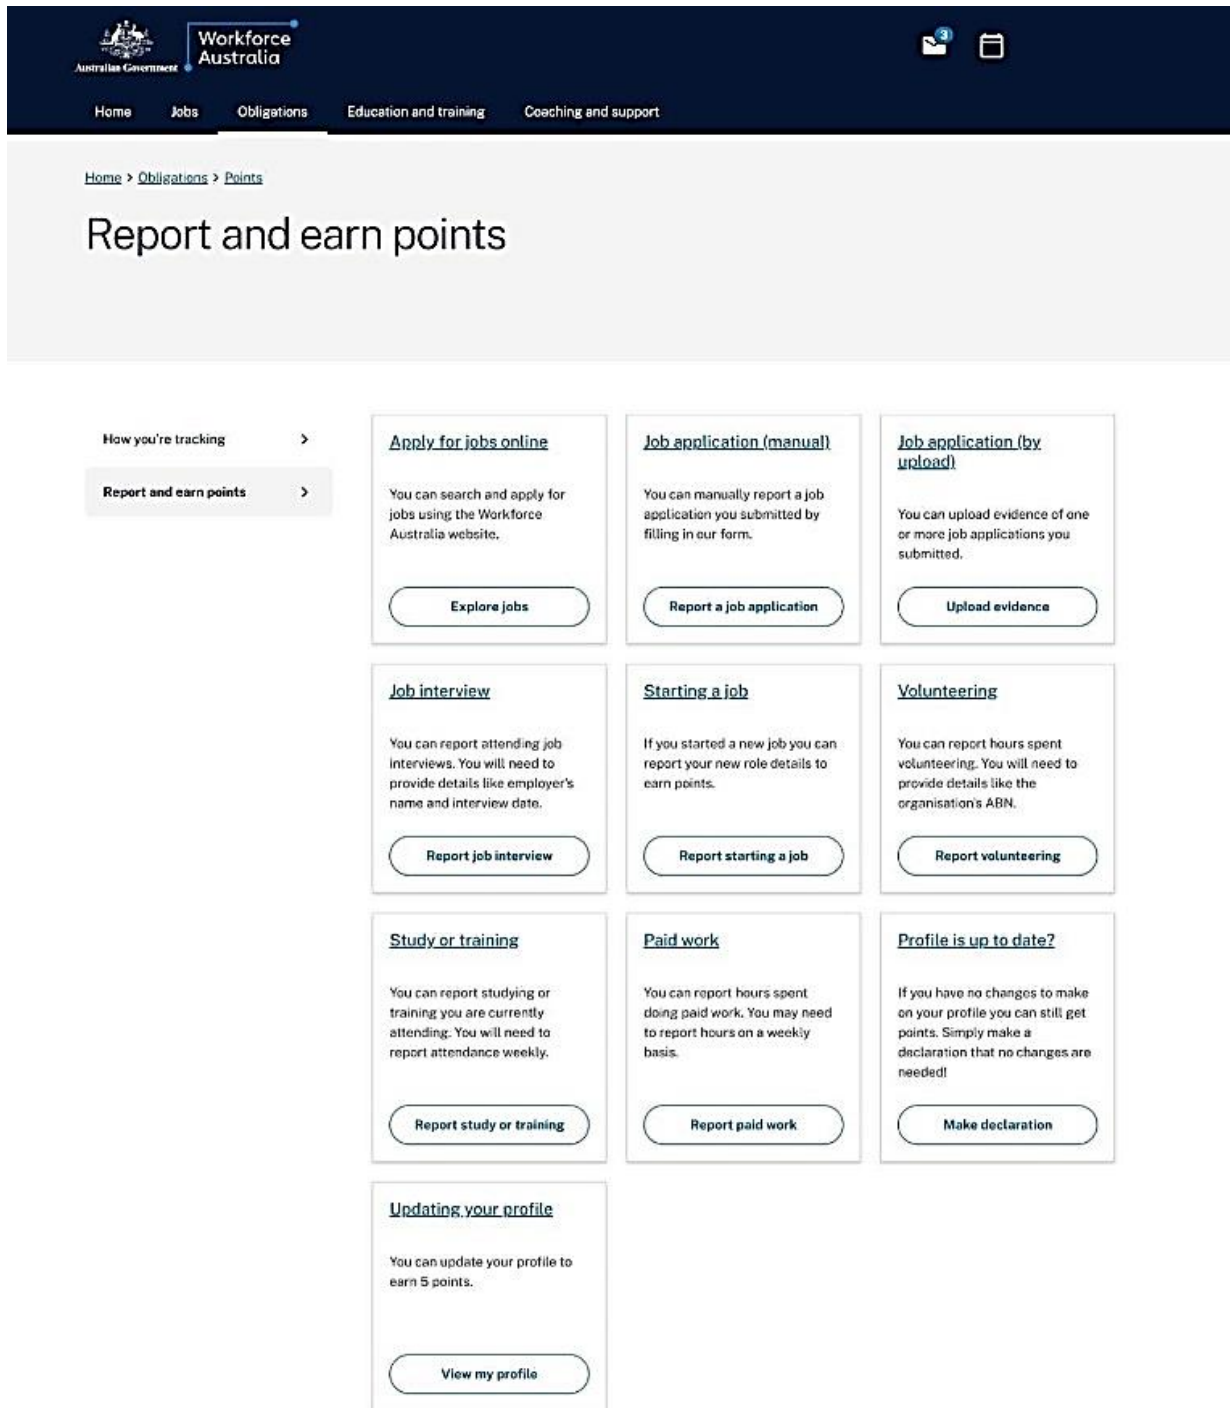 Australian Government
Workforce
Australia
3
Home Jobs Obligations Education and training Coaching and support
Home > Obligations > Points
Report and earn points
How you're tracking
Report and earn points
Apply for jobs online
You can search and apply for
jobs using the Workforce
Australia website.
Explore jobs
Job application (manual)
You can manually report a job
application you submitted by
filling in our form.
Report a job application
Job application (by
upload)
You can upload evidence of one
or more job applications you
submitted.
Upload evidence
Job interview
You can report attending job
interviews. You will need to
provide details like employer's
name and interview date.
Report job interview
Starting a job
If you started a new job you can
report your new role details to
earn points.
Report starting a job
Volunteering
You can report hours spent
volunteering. You will need to
provide details like the
organisation's ABN.
Report volunteering
Study or training
You can report studying or
training you are currently
attending. You will need to
report attendance weekly.
Report study or training
Paid work
You can report hours spent
doing paid work. You may need
to report hours on a weekly
basis.
Report paid work
Profile is up to date?
If you have no changes to make
on your profile you can still get
points. Simply make a
declaration that no changes are
needed!
Make declaration
Updating your profile
You can update your profile to
earn 5 points.
View my profile